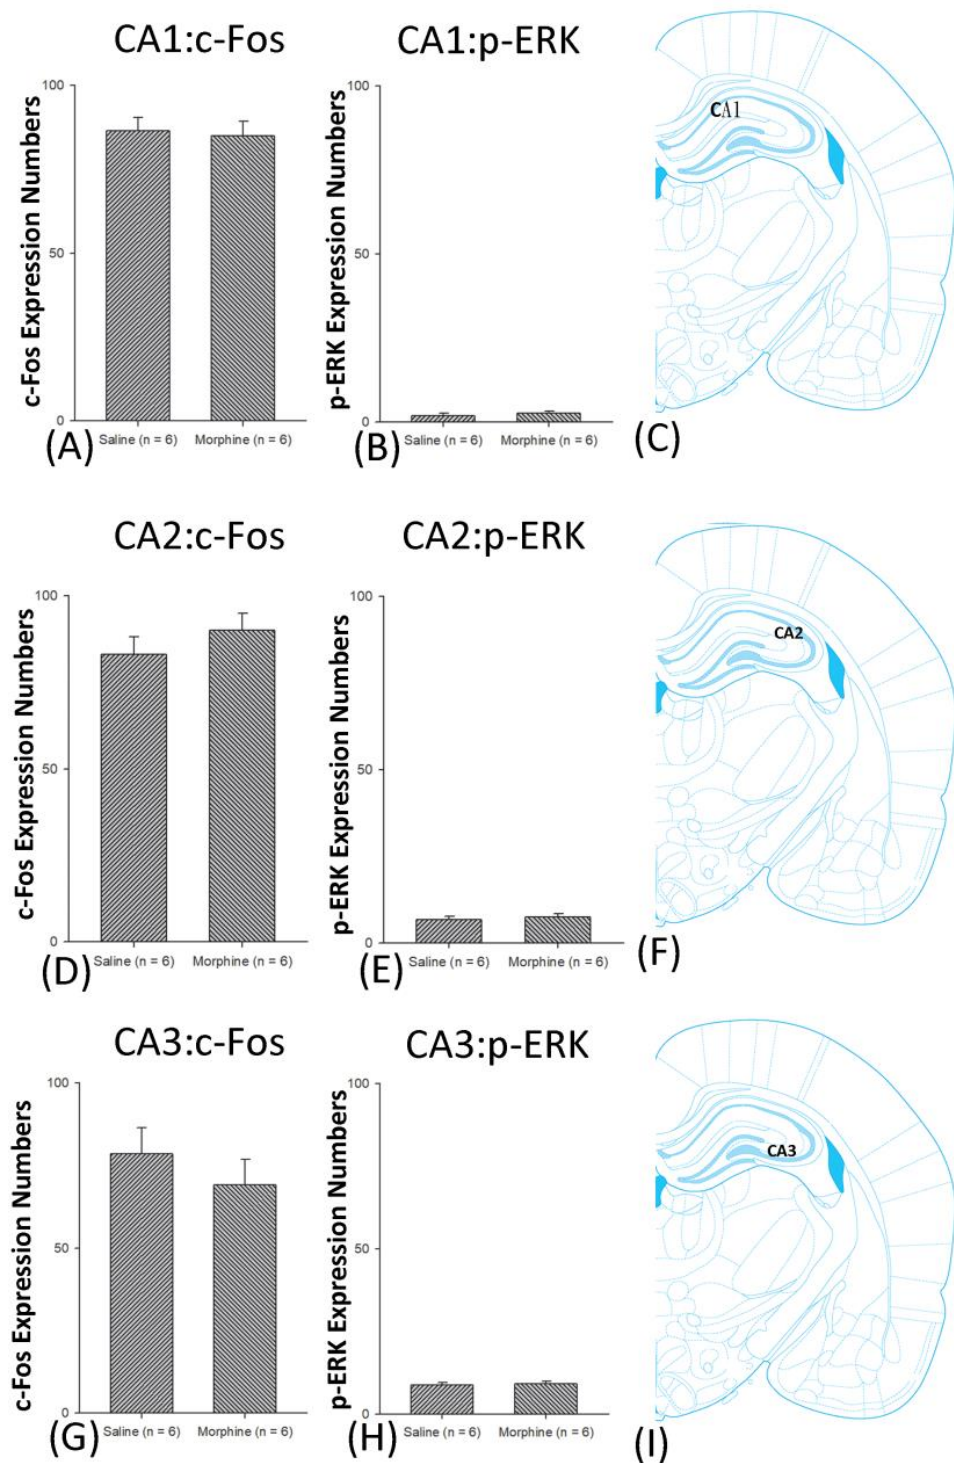 CA1:c-Fos
CA1:p-ERK
c-Fos Expression Numbers
100
50
0
Saline (n = 6)
Morphine (n = 6)
(A)
p-ERK Expression Numbers
100
50
0
Saline (n = 6)
Morphine (n = 6)
(B)
CA1
(C)
CA2:c-Fos
CA2:p-ERK
c-Fos Expression Numbers
100
50
0
Saline (n = 6)
Morphine (n = 6)
(D)
p-ERK Expression Numbers
100
50
0
Saline (n = 6)
Morphine (n = 6)
(E)
CA2
(F)
CA3:c-Fos
CA3:p-ERK
c-Fos Expression Numbers
100
50
0
Saline (n = 6)
Morphine (n = 6)
(G)
p-ERK Expression Numbers
100
50
0
Saline (n = 6)
Morphine (n = 6)
(H)
CA3
(I)